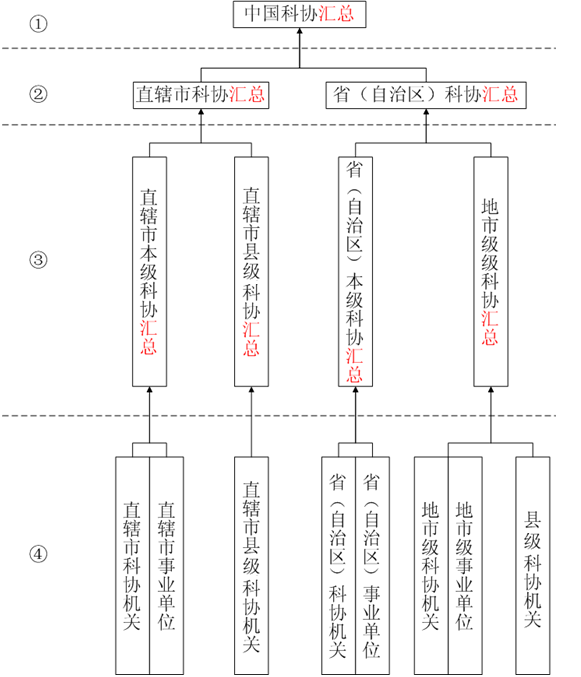 ①
中国科协汇总
②
直辖市科协汇总
省（自治区）科协汇总
③
直辖市本级科协汇总
直辖市县级科协汇总
省（自治区）本级科协汇总
地市级级科协汇总
④
直辖市科协机关
直辖市事业单位
直辖市县级科协机关
省（自治区）科协机关
省（自治区）事业单位
地市级科协机关
地市级事业单位
县级科协机关